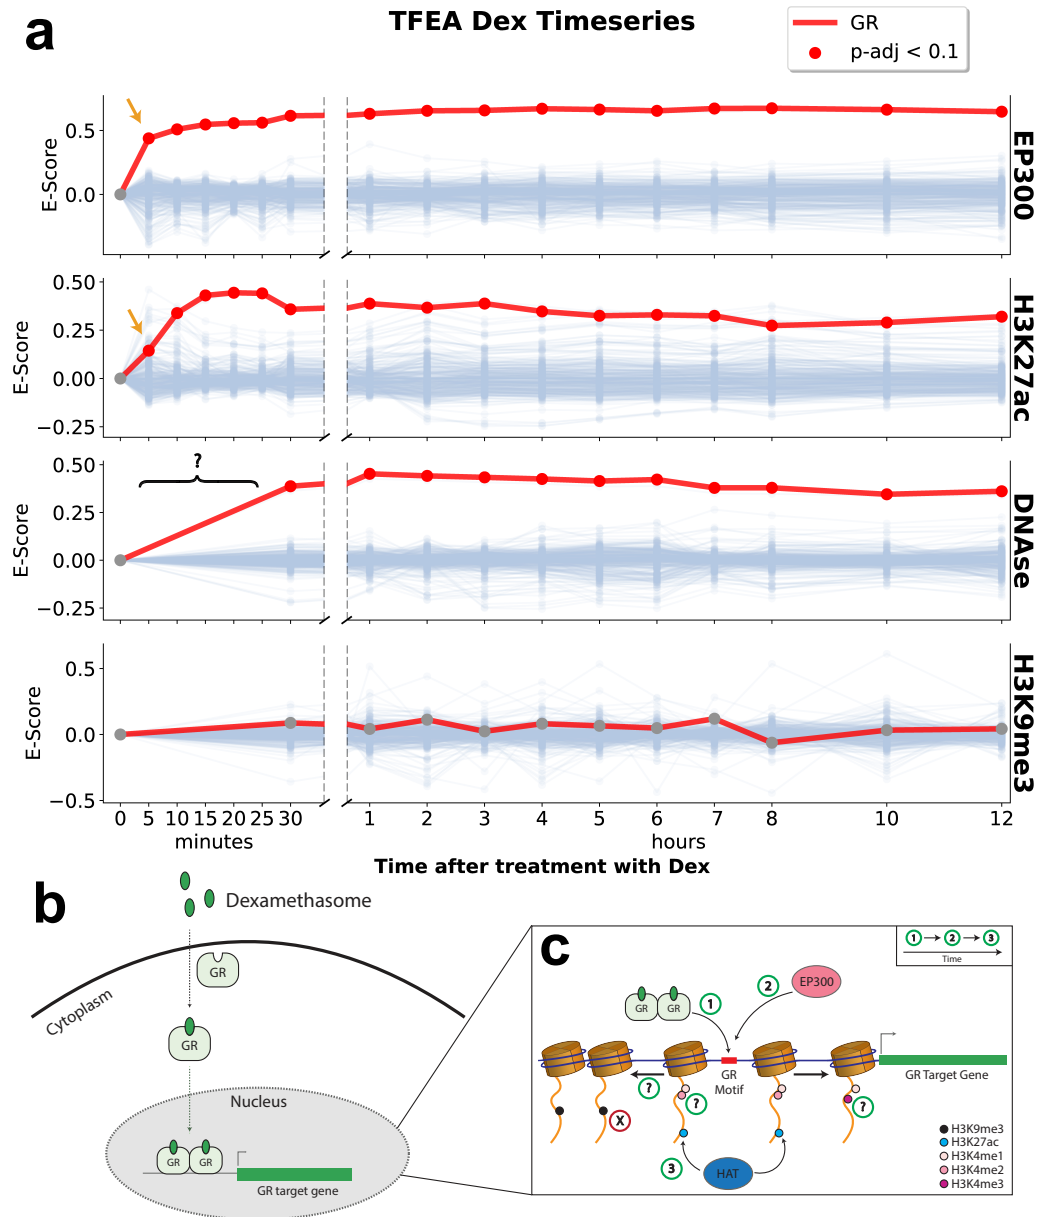 a
TFEA Dex Timeseries
GR
p-adj < 0.1
E-Score
0.5
0.0
EP300
E-Score
0.50
0.25
0.00
−0.25
H3K27ac
E-Score
0.50
0.25
0.00
−0.25
?
DNAse
E-Score
0.5
0.0
−0.5
H3K9me3
0 5 10 15 20 25 30 1 2 3 4 5 6 7 8 10 12
minutes hours
Time after treatment with Dex
b
Dexamethasome
GR
Cytoplasm
GR
Nucleus
GR GR
GR target gene
c
1 2 3
Time
EP300
2
GR GR
1
GR
Motif
GR Target Gene
?
?
?
X
3
HAT
H3K9me3
H3K27ac
H3K4me1
H3K4me2
H3K4me3